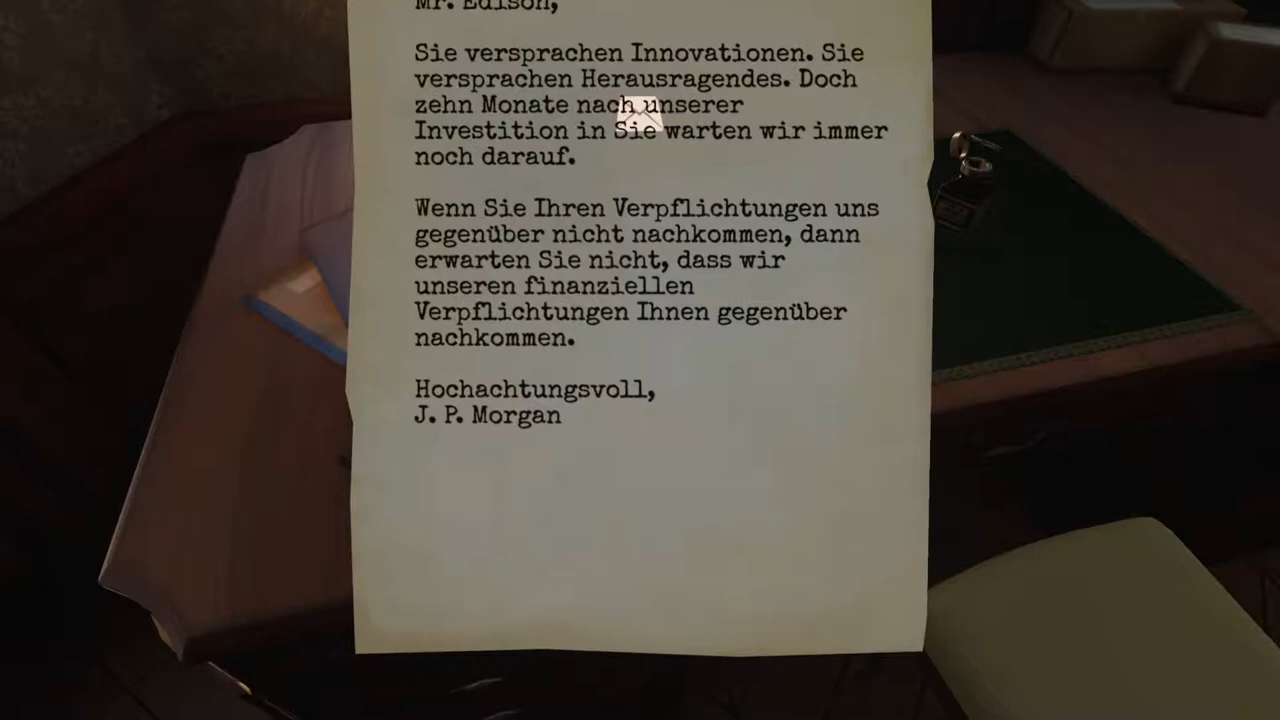 Mr. Edison,
Sie versprachen Innovationen. Sie
versprachen Herausragendes. Doch
zehn Monate nach unserer
Investition in Sie warten wir immer
noch darauf.
Wenn Sie Ihren Verpflichtungen uns
gegenüber nicht nachkommen, dann
erwarten Sie nicht, dass wir
unseren finanziellen
Verpflichtungen Ihnen gegenüber
nachkommen.
Hochachtungsvoll,
J. P. Morgan